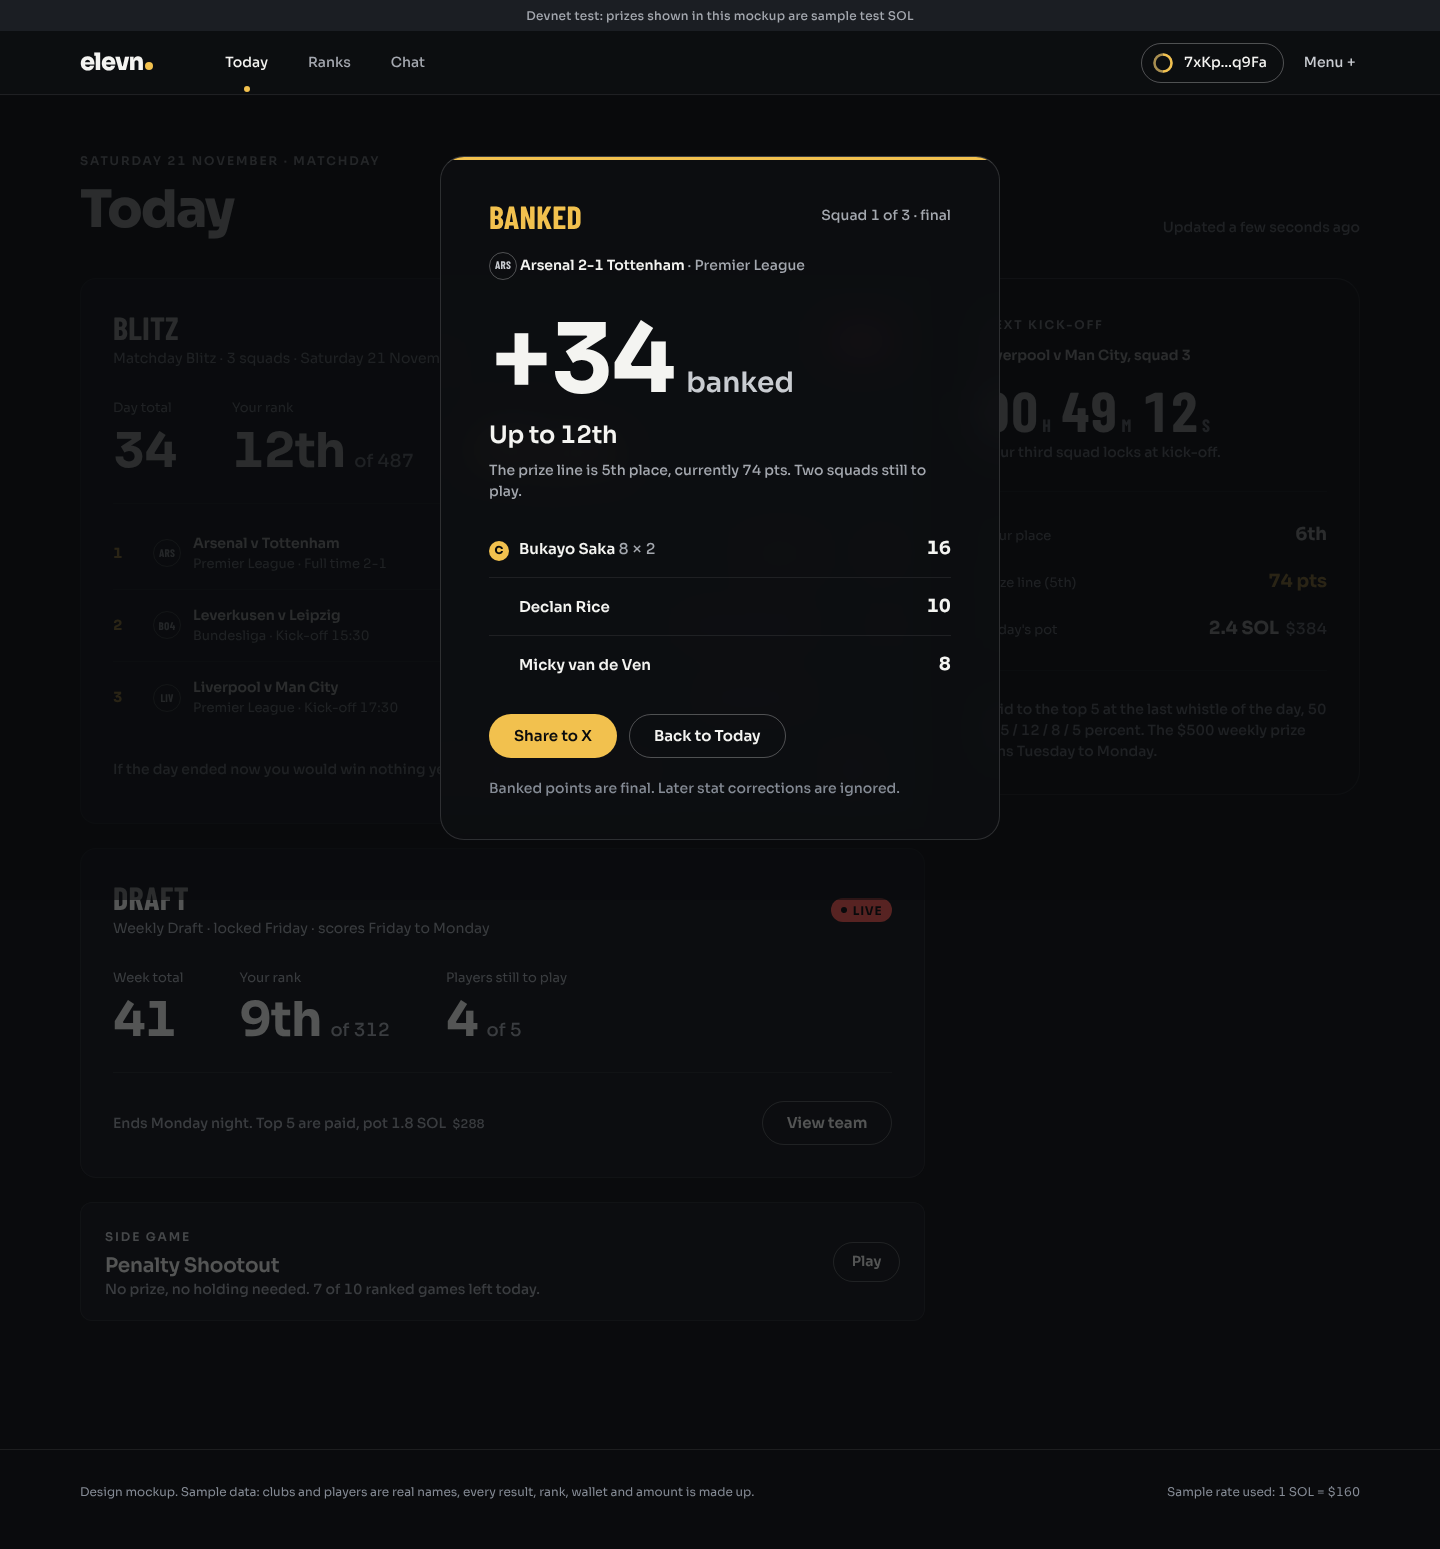 Devnet test: prizes shown in this mockup are sample test SOL
elevn.
Today
Ranks
Chat
7xKp...q9Fa
Menu +
SATURDAY 21 NOVEMBER · MATCHDAY
Today
Updated a few seconds ago
BANKED
Squad 1 of 3 · final
ARS Arsenal 2-1 Tottenham · Premier League
+34 banked
Up to 12th
The prize line is 5th place, currently 74 pts. Two squads still to
play.
C Bukayo Saka 8 × 2 16
Declan Rice 10
Micky van de Ven 8
Share to X
Back to Today
Banked points are final. Later stat corrections are ignored.
BLITZ
Matchday Blitz · 3 squads · Saturday 21 Novem
Day total
34
Your rank
12th of 487
1 ARS Arsenal v Tottenham
Premier League · Full time 2-1
2 B04 Leverkusen v Leipzig
Bundesliga · Kick-off 15:30
3 LIV Liverpool v Man City
Premier League · Kick-off 17:30
If the day ended now you would win nothing ye
EXT KICK-OFF
verpool v Man City, squad 3
00 H 49 M 12 S
ur third squad locks at kick-off.
ur place 6th
ze line (5th) 74 pts
day's pot 2.4 SOL $384
id to the top 5 at the last whistle of the day, 50
5 / 12 / 8 / 5 percent. The $500 weekly prize
ns Tuesday to Monday.
DRAFT
Weekly Draft · locked Friday · scores Friday to Monday
LIVE
Week total
41
Your rank
9th of 312
Players still to play
4 of 5
Ends Monday night. Top 5 are paid, pot 1.8 SOL $288
View team
SIDE GAME
Penalty Shootout
No prize, no holding needed. 7 of 10 ranked games left today.
Play
Design mockup. Sample data: clubs and players are real names, every result, rank, wallet and amount is made up.
Sample rate used: 1 SOL = $160